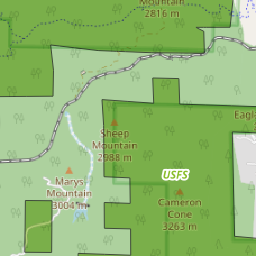 Mountain
2816 m
Eagl
Sheep
Mountain
2988 m
USFS
Marys
Mountain
3004 m
Cameron
Cone
3263 m